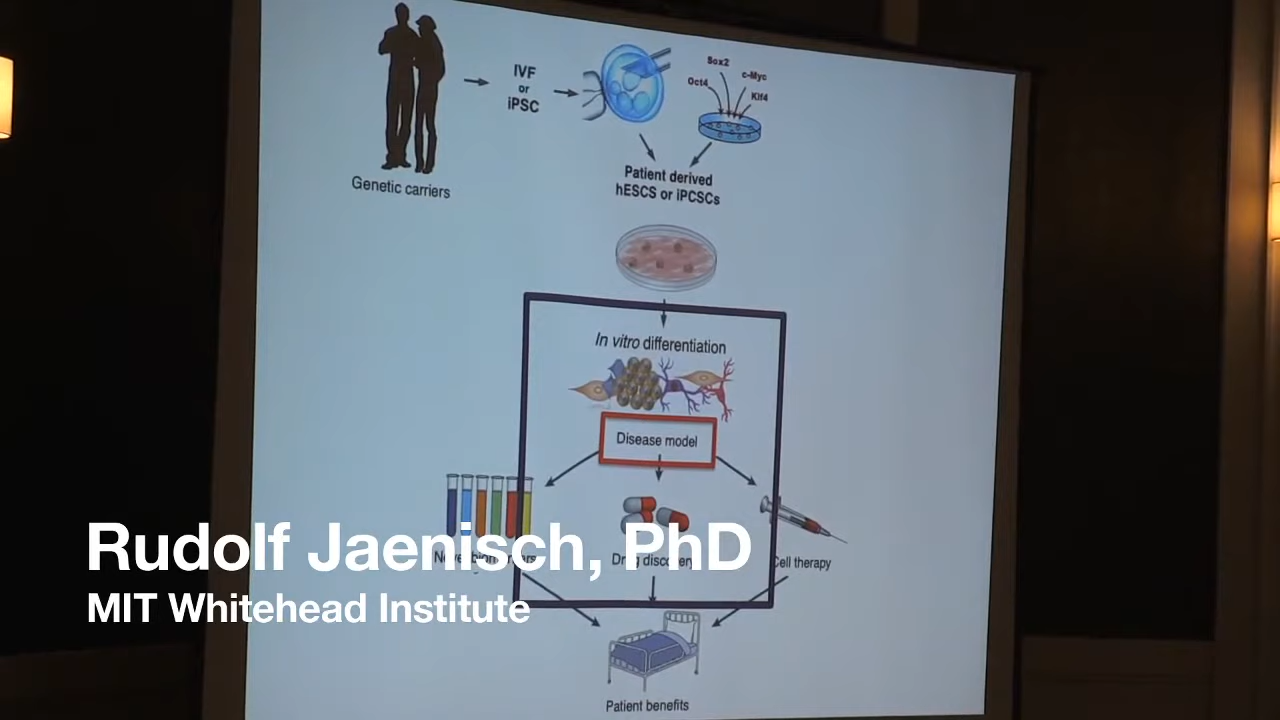 IVF
or
iPSC
Sox2
c-Myc
Oct4
Klf4
Genetic carriers
Patient derived
hESCS or iPCSCs
In vitro differentiation
Disease model
Drug discovery
Cell therapy
Rudolf Jaenisch, PhD
MIT Whitehead Institute
Patient benefits